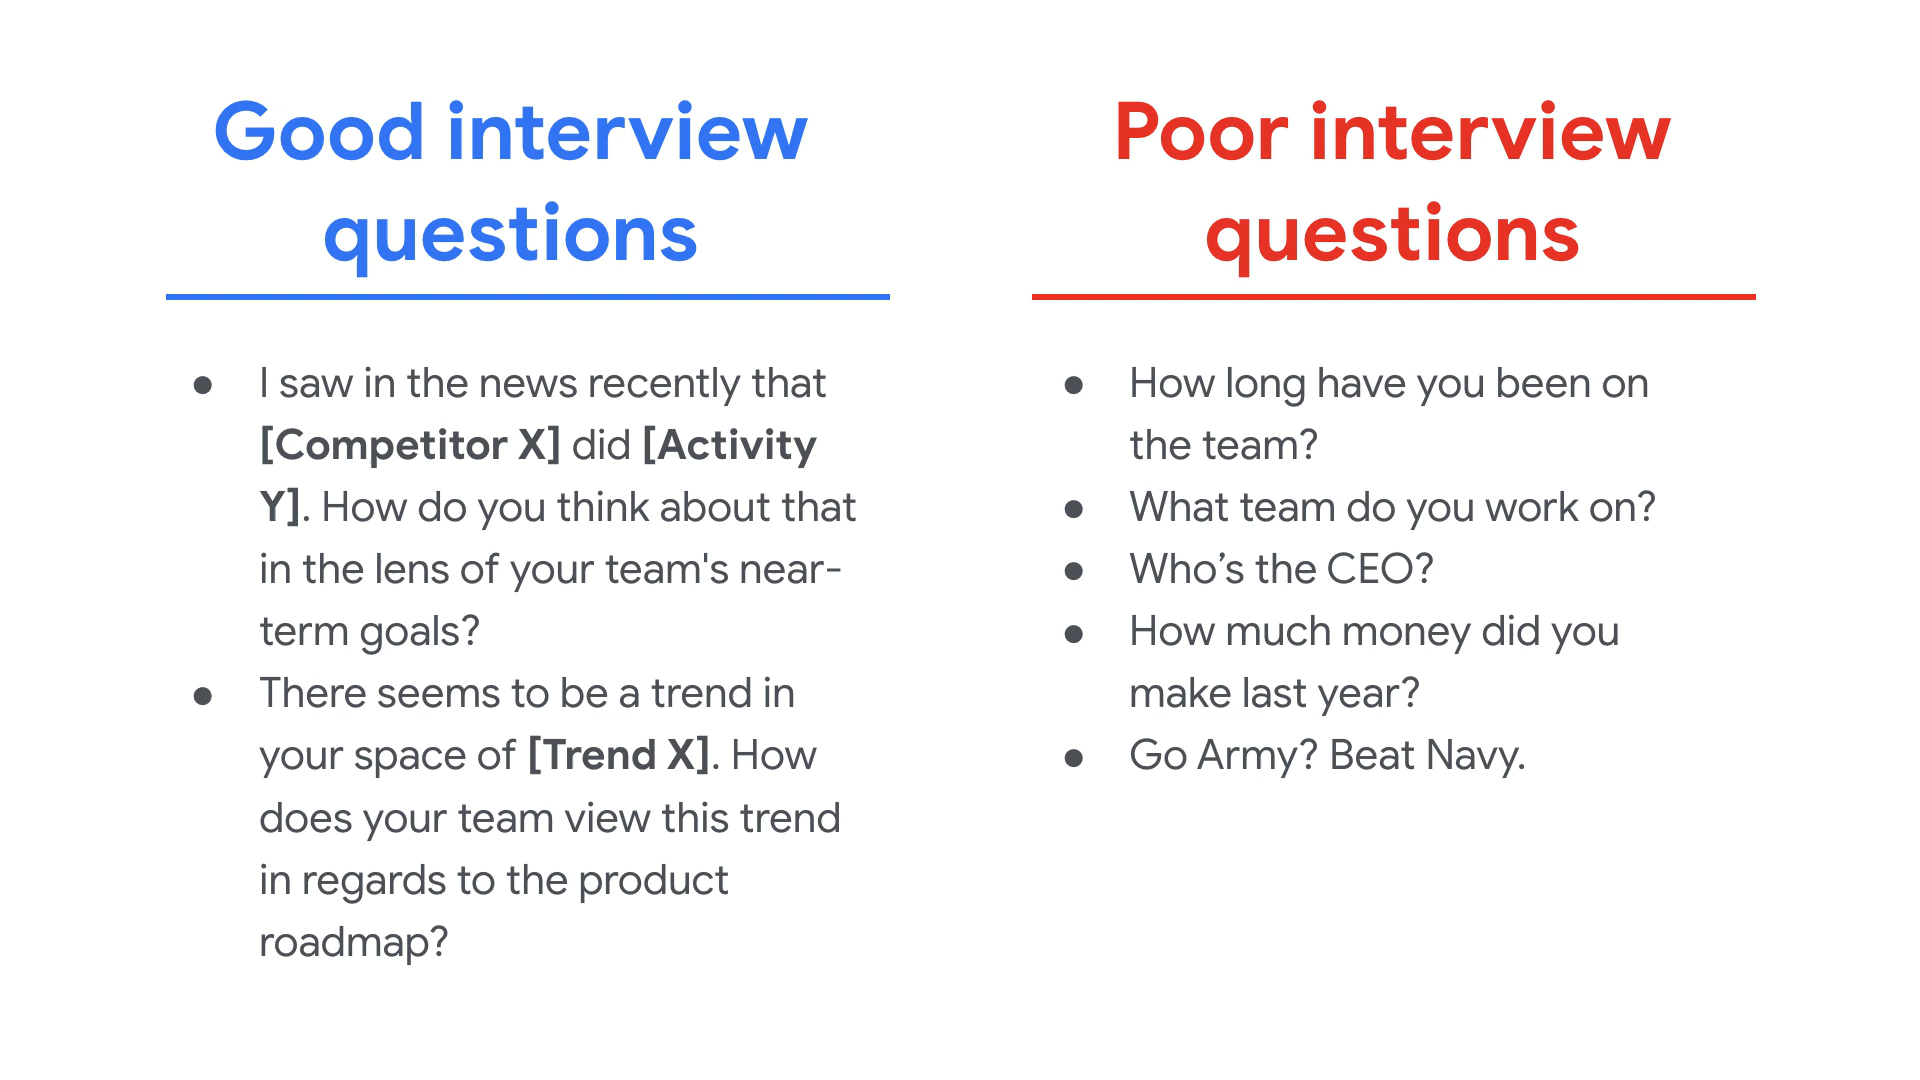 Good interview
questions
● I saw in the news recently that
[Competitor X] did [Activity
Y]. How do you think about that
in the lens of your team's near-
term goals?
● There seems to be a trend in
your space of [Trend X]. How
does your team view this trend
in regards to the product
roadmap?
Poor interview
questions
● How long have you been on
the team?
● What team do you work on?
● Who’s the CEO?
● How much money did you
make last year?
● Go Army? Beat Navy.